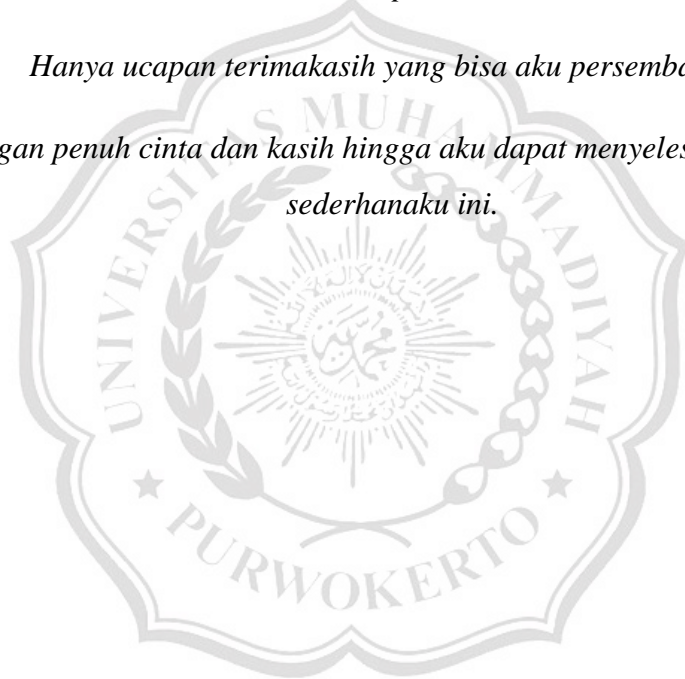 Hanya ucapan terimakasih yang bisa aku persemba
gan penuh cinta dan kasih hingga aku dapat menyeles
sederhanaku ini.
UNIVERSITAS MUHAMMADIYAH
PURWOKERTO